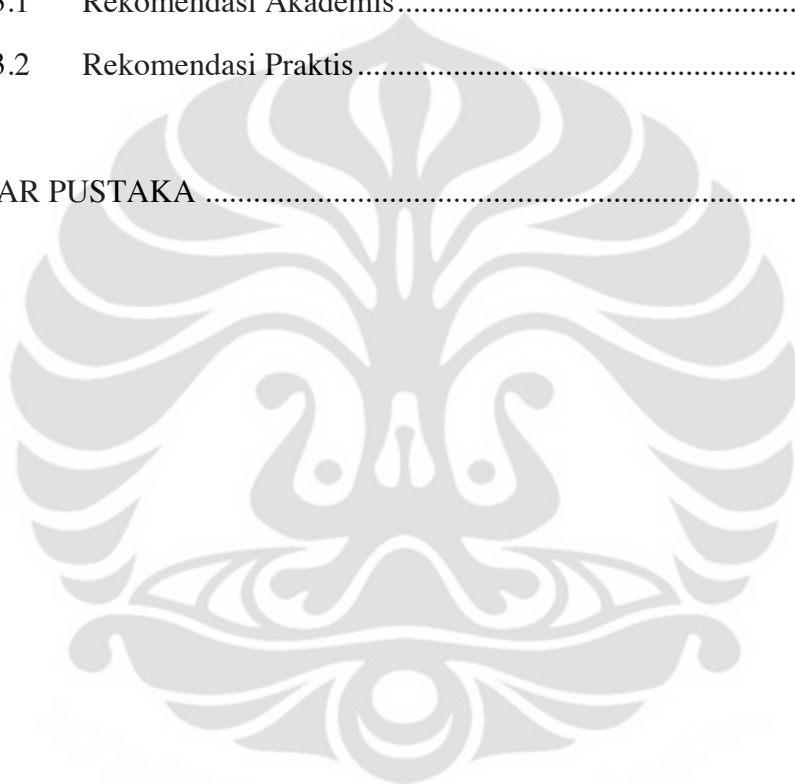 3.1 Rekomendasi Akademis........................................................
3.2 Rekomendasi Praktis............................................................
AR PUSTAKA ..............................................................................